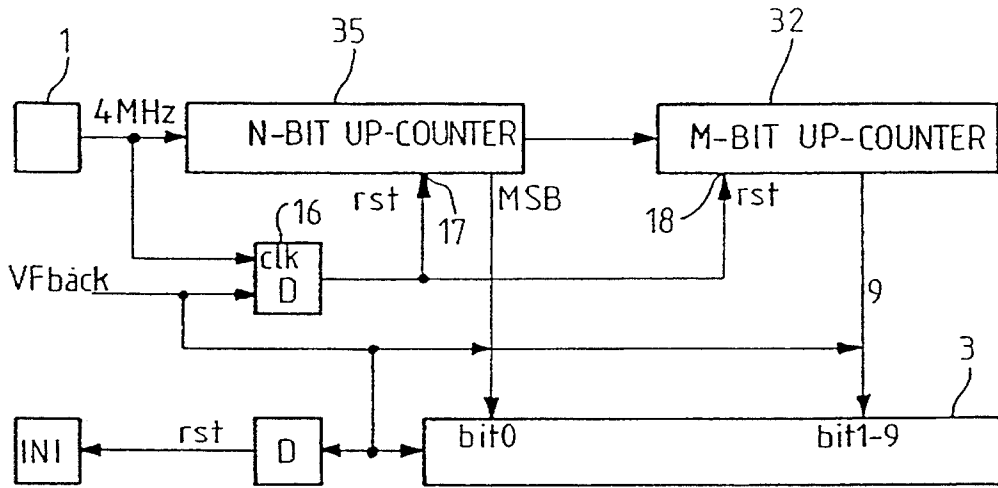 1
35
32
4MHz
N-BIT UP-COUNTER
M-BIT UP-COUNTER
rst
MSB
rst
16
17
18
clk
D
VFback
9
3
INI
rst
D
bit0
bit1-9